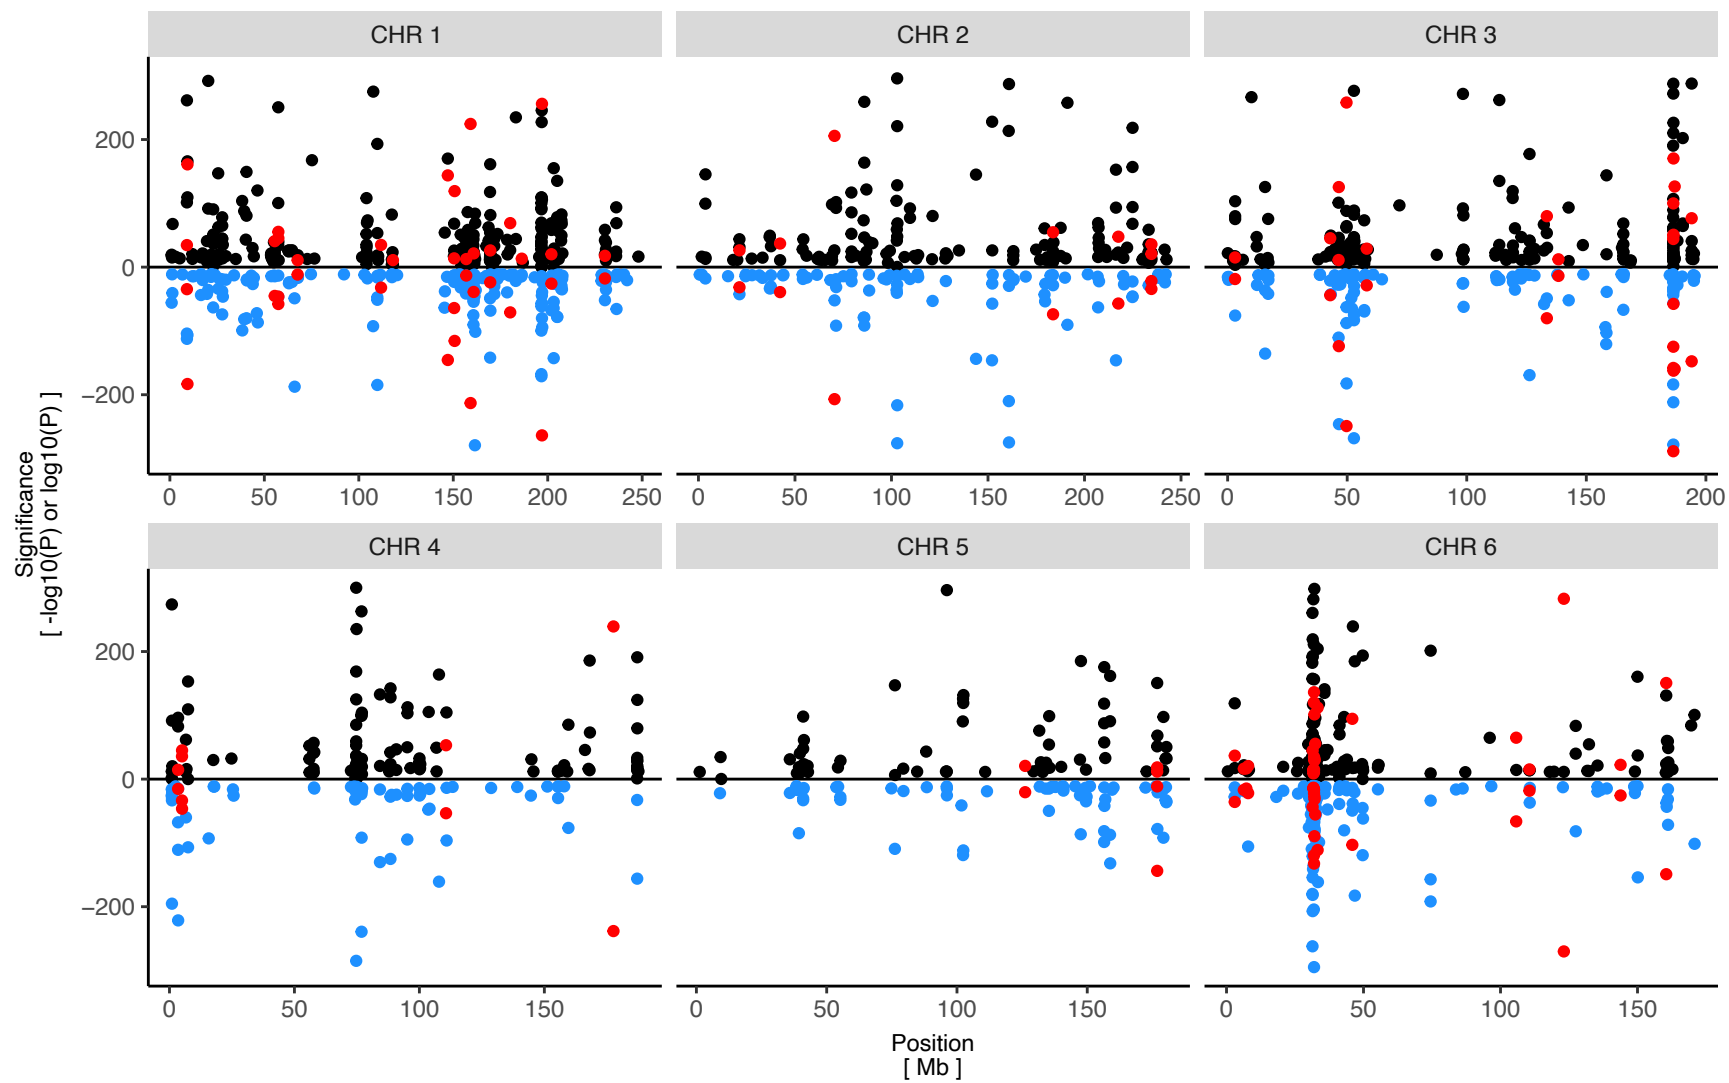 CHR 1 CHR 2 CHR 3
200
0
−200
0 50 100 150 200 250 0 50 100 150 200 250 0 50 100 150 200
CHR 4 CHR 5 CHR 6
200
0
−200
0 50 100 150 0 50 100 150 0 50 100 150
Significance
[ -log10(P) or log10(P) ]
Position
[ Mb ]